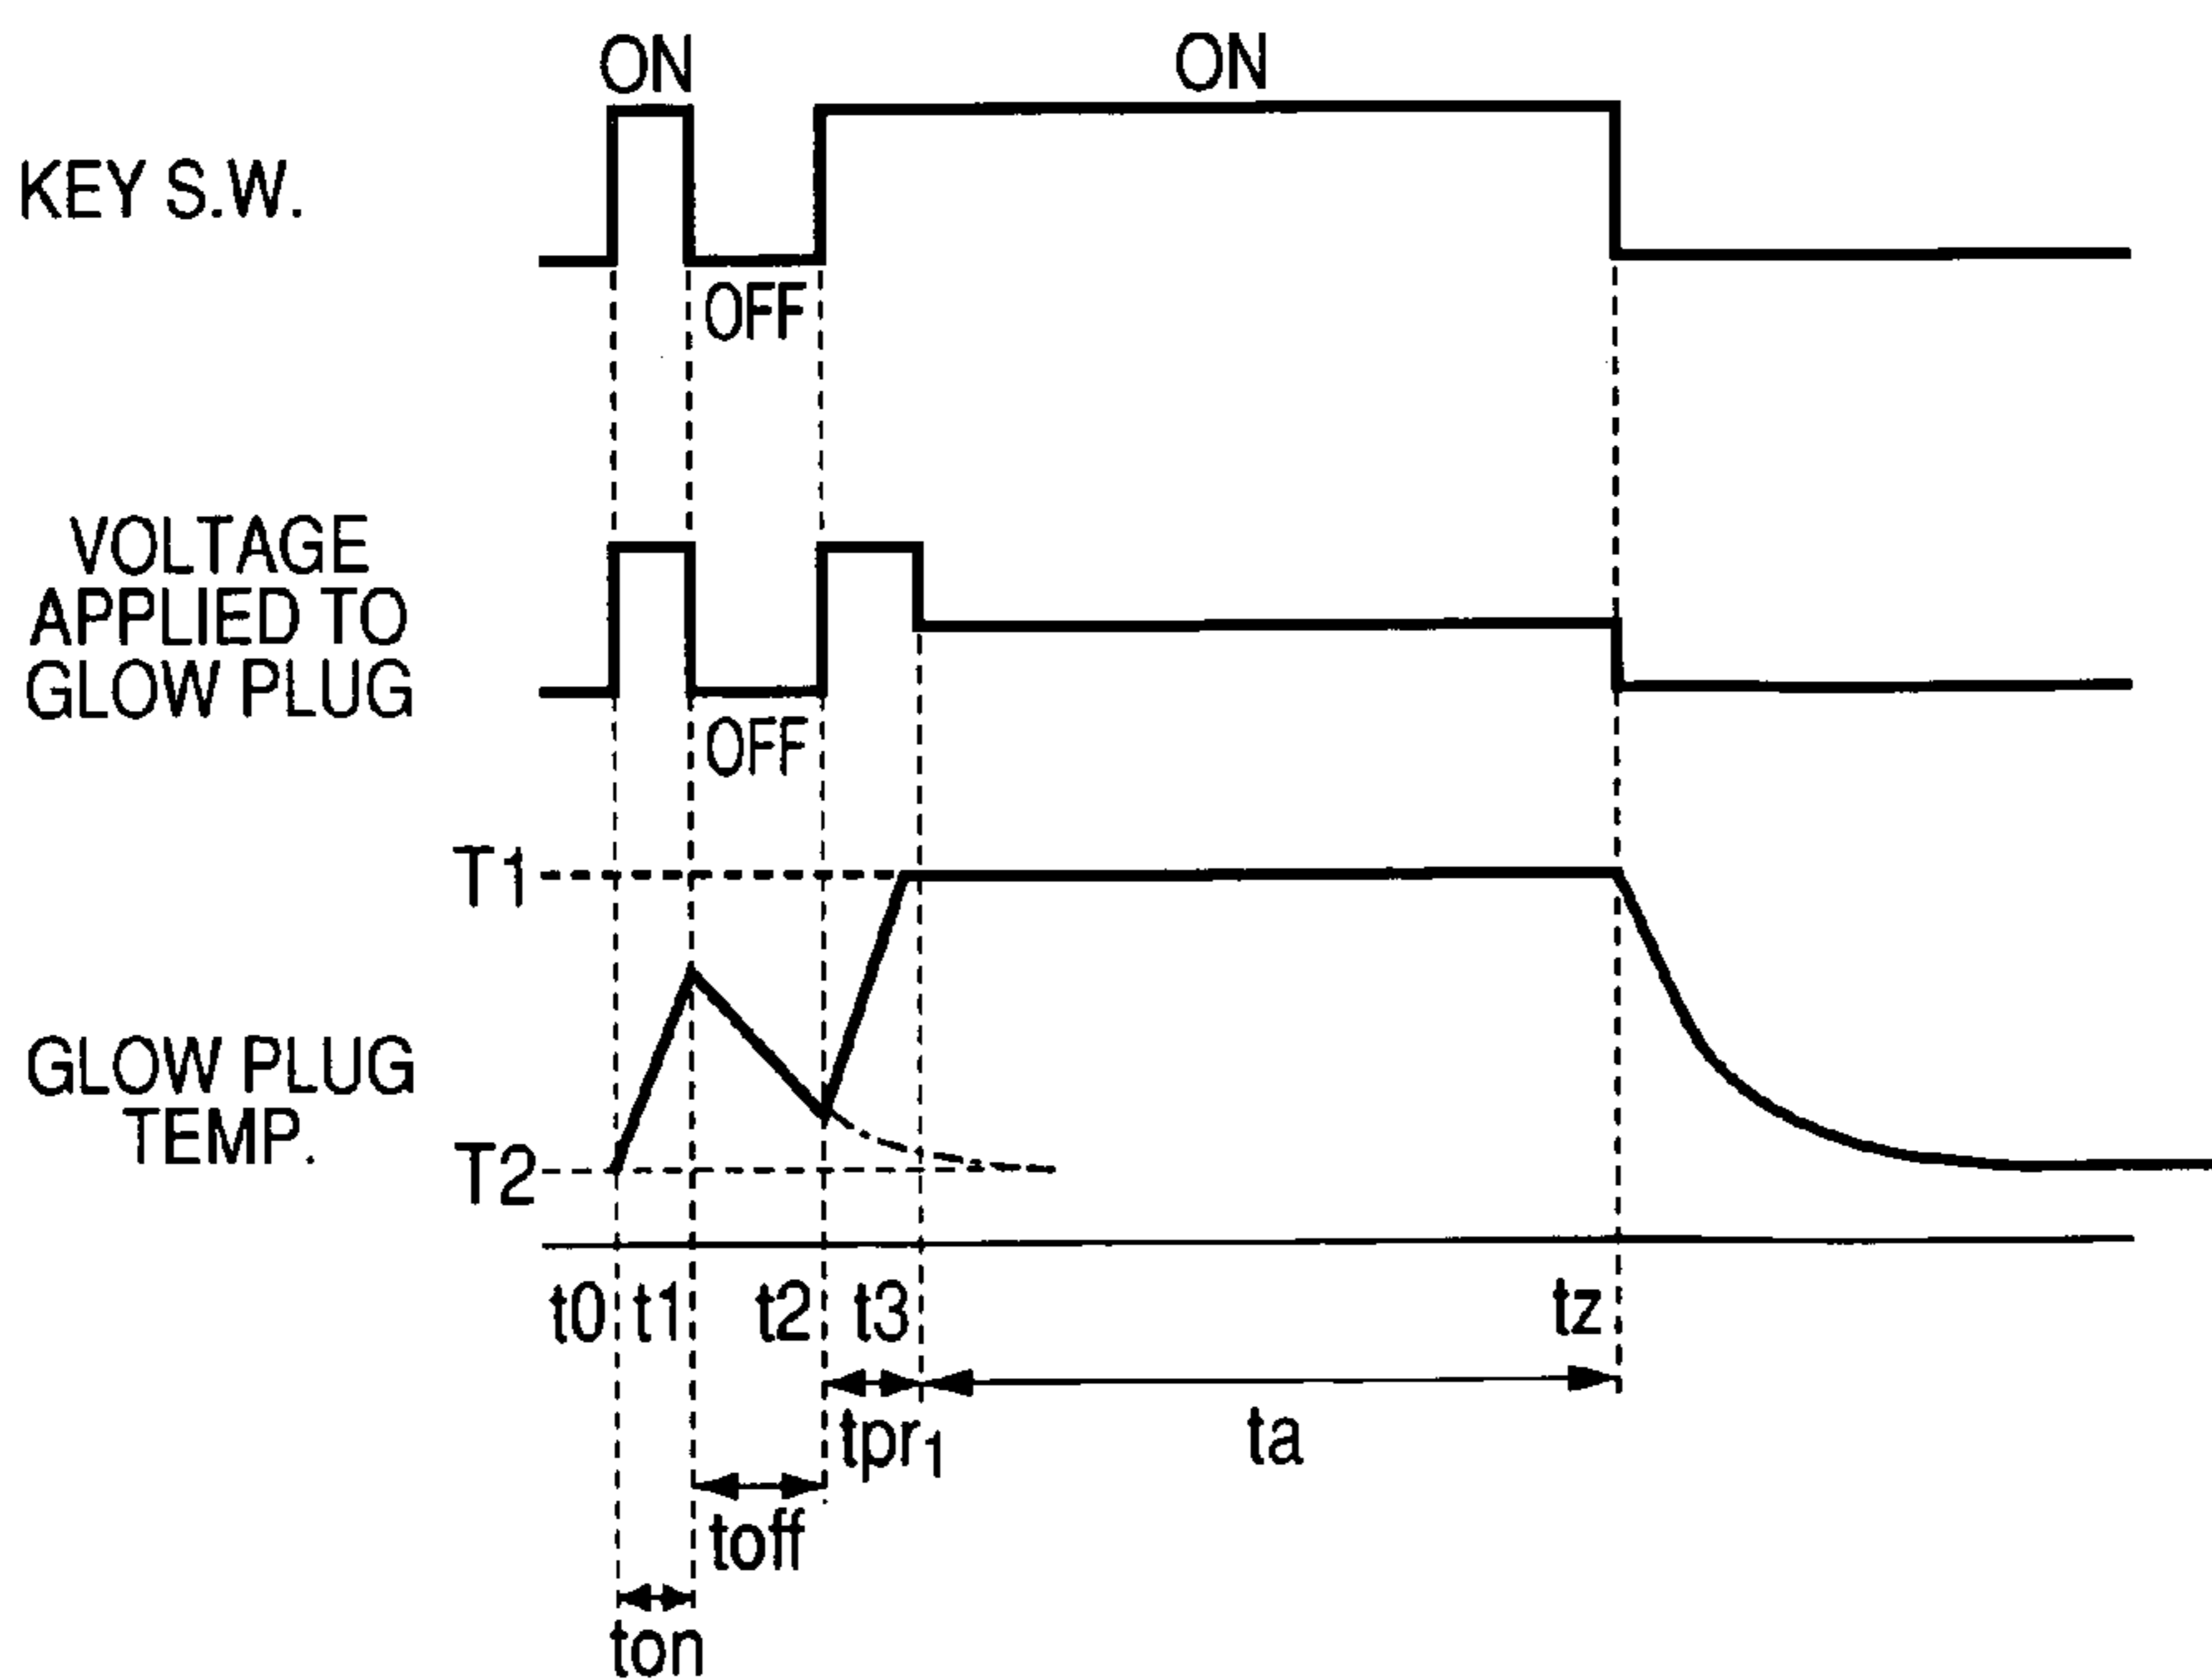 ON
ON
KEY S.W.
OFF
VOLTAGE
APPLIED TO
GLOW PLUG
OFF
T1
GLOW PLUG
TEMP.
T2
t0 t1 t2 t3 tz
tpr1
ta
toff
ton